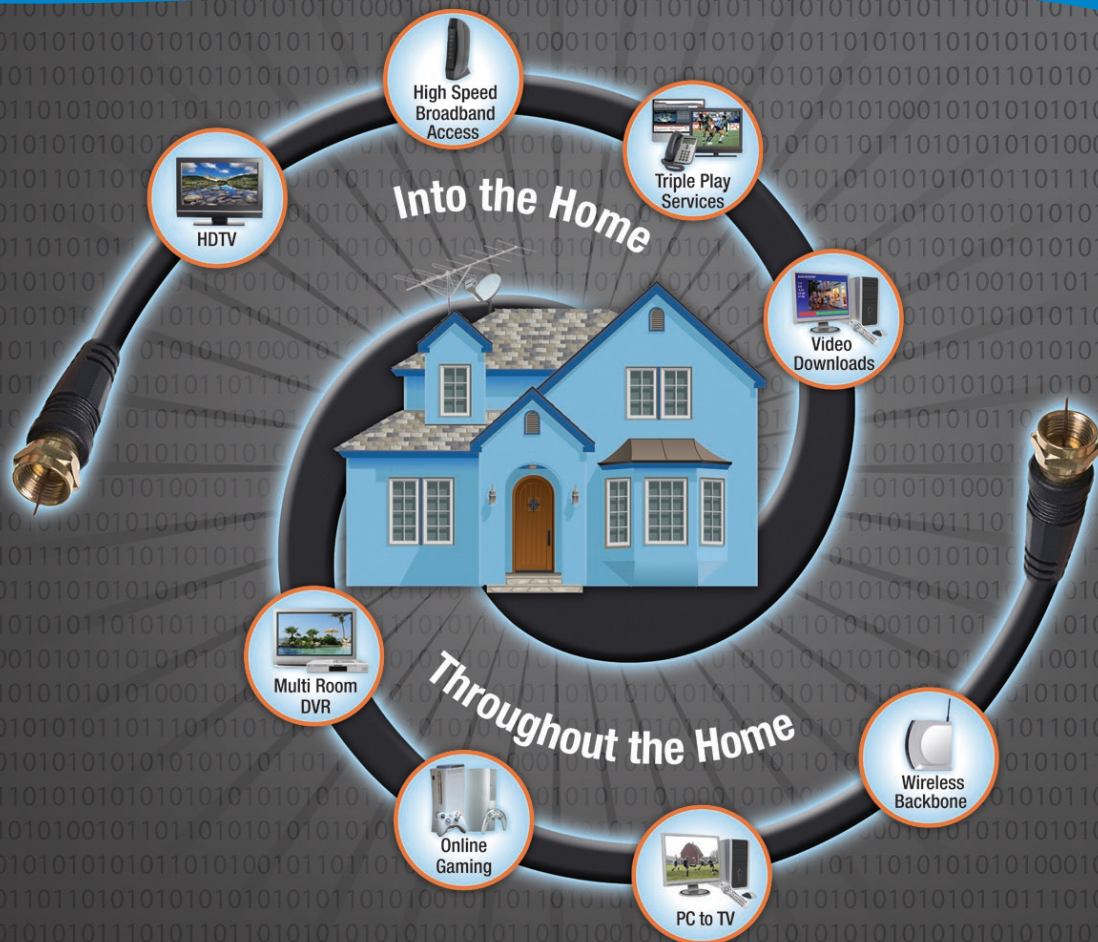 High Speed
Broadband
Access
HDTV
Triple Play
Services
Into the Home
Video
Downloads
Multi Room
DVR
Throughout the Home
Wireless
Backbone
Online
Gaming
PC to TV